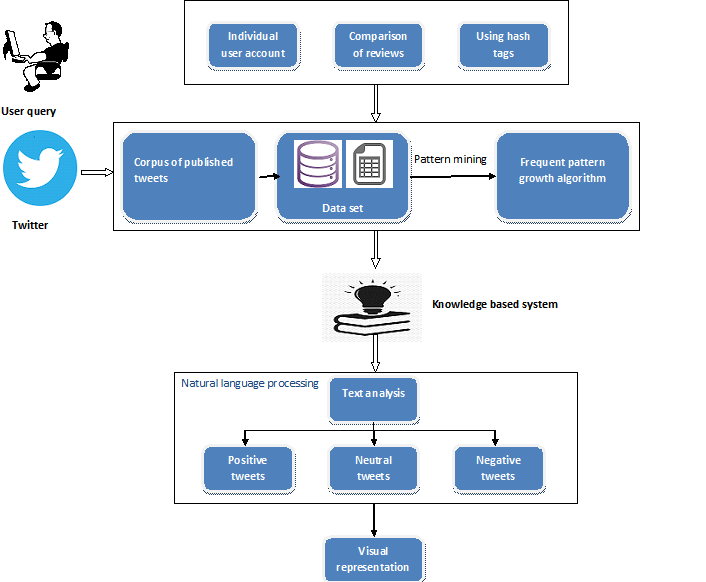 Individual
user account
Comparison
of reviews
Using hash
tags
User query
Twitter
Corpus of published
tweets
Data set
Pattern mining
Frequent pattern
growth algorithm
Knowledge based system
Natural language processing
Text analysis
Positive
tweets
Neutral
tweets
Negative
tweets
Visual
representation